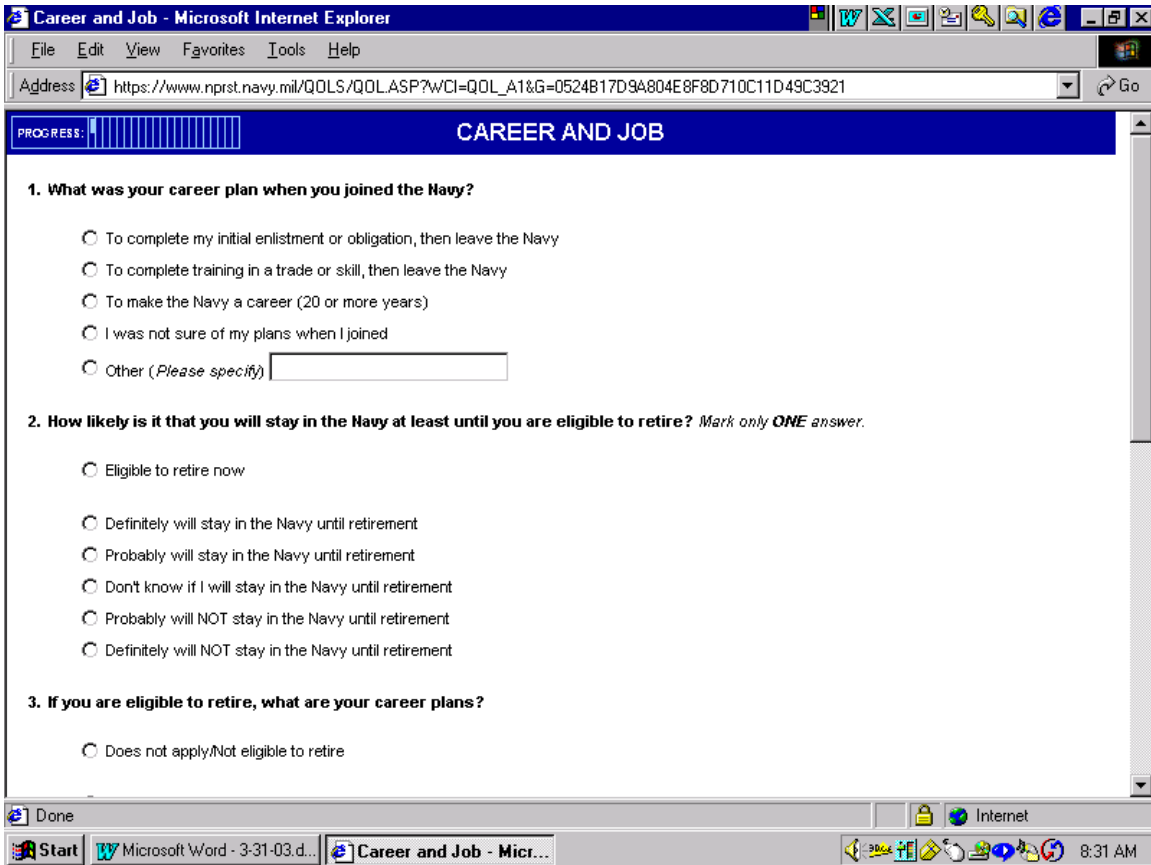 Career and Job - Microsoft Internet Explorer
File Edit View Favorites Tools Help
Address https://www.nprst.navy.mil/QOLS/QOL.ASP?WCI=QOL_A1&G=0524B17D9A804E8F8D710C11D49C3921 Go
PROGRESS: CAREER AND JOB
1. What was your career plan when you joined the Navy?
To complete my initial enlistment or obligation, then leave the Navy
To complete training in a trade or skill, then leave the Navy
To make the Navy a career (20 or more years)
I was not sure of my plans when I joined
Other (Please specify)
2. How likely is it that you will stay in the Navy at least until you are eligible to retire? Mark only ONE answer.
Eligible to retire now
Definitely will stay in the Navy until retirement
Probably will stay in the Navy until retirement
Don't know if I will stay in the Navy until retirement
Probably will NOT stay in the Navy until retirement
Definitely will NOT stay in the Navy until retirement
3. If you are eligible to retire, what are your career plans?
Does not apply/Not eligible to retire
Done Internet
Start Microsoft Word - 3-31-03.d... Career and Job - Micr... 8:31 AM